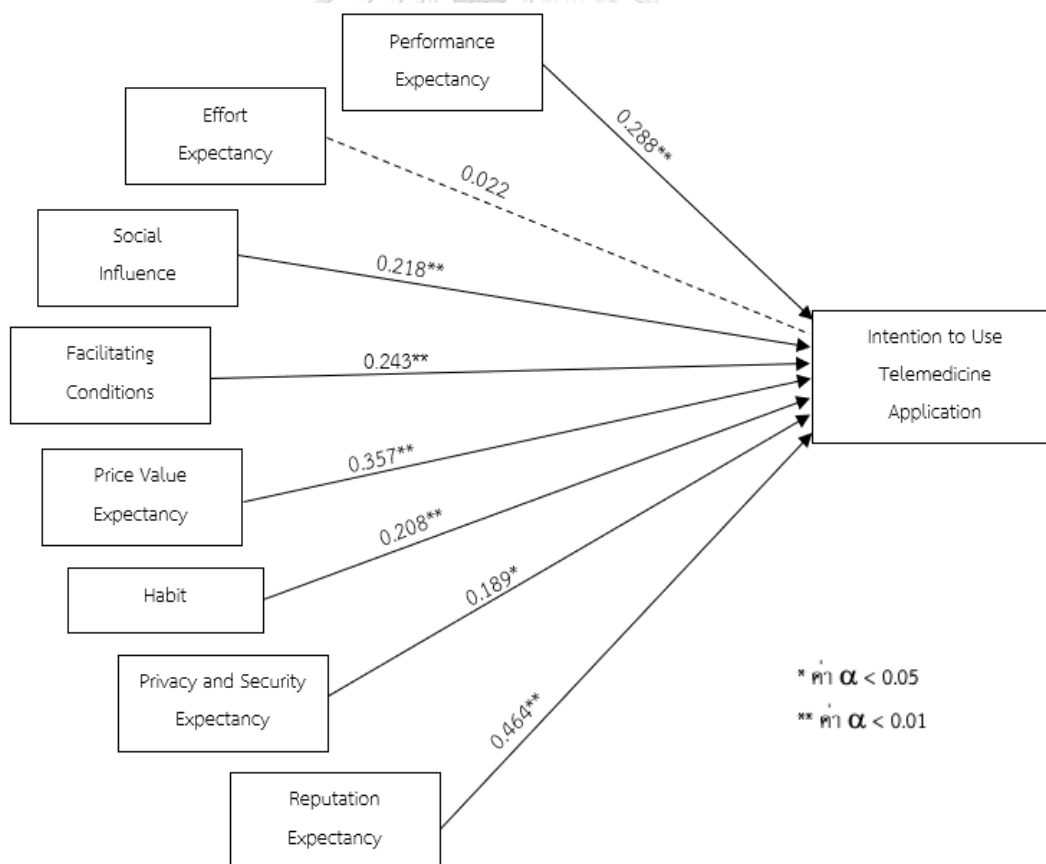 Performance
Expectancy
0.288**
Effort
Expectancy
0.022
Social
Influence
0.218**
Facilitating
Conditions
0.243**
Price Value
Expectancy
0.357**
Habit
0.208**
Privacy and Security
Expectancy
0.189*
Reputation
Expectancy
0.464**
Intention to Use
Telemedicine
Application
* ค่า α < 0.05
** ค่า α < 0.01